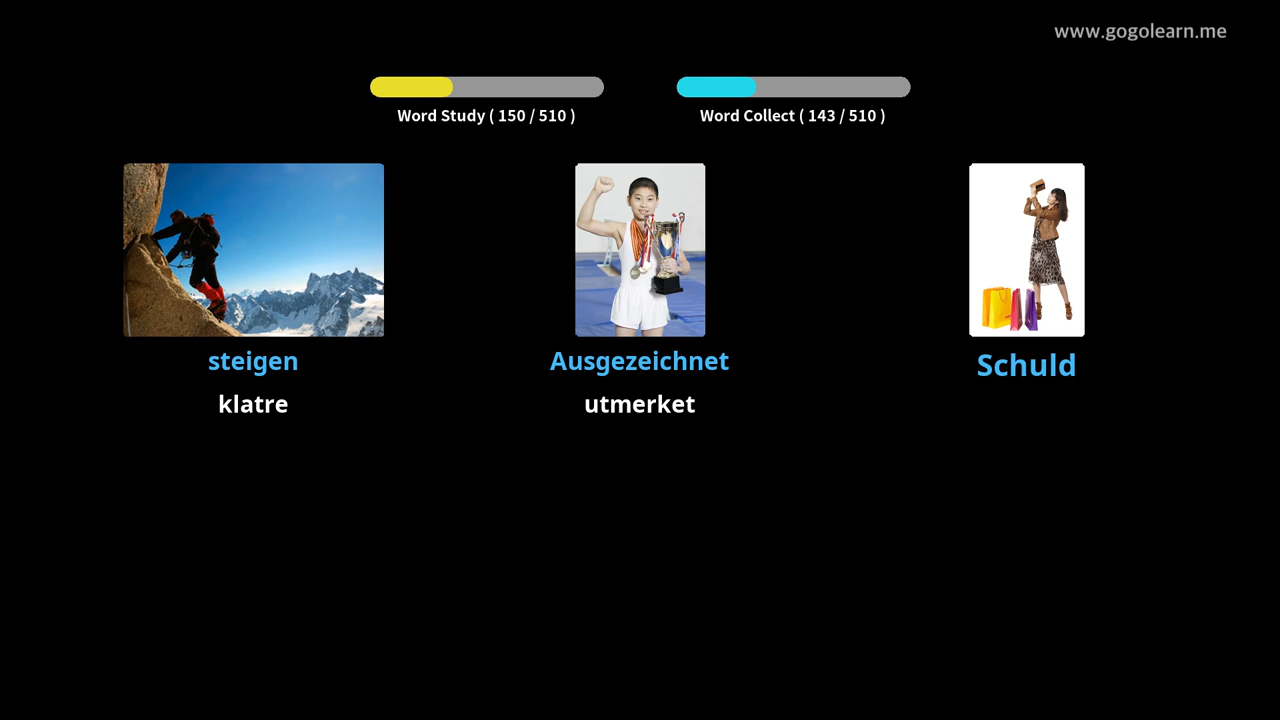 www.gogolearn.me
Word Study ( 150 / 510 )
Word Collect ( 143 / 510 )
steigen
klatre
Ausgezeichnet
utmerket
Schuld